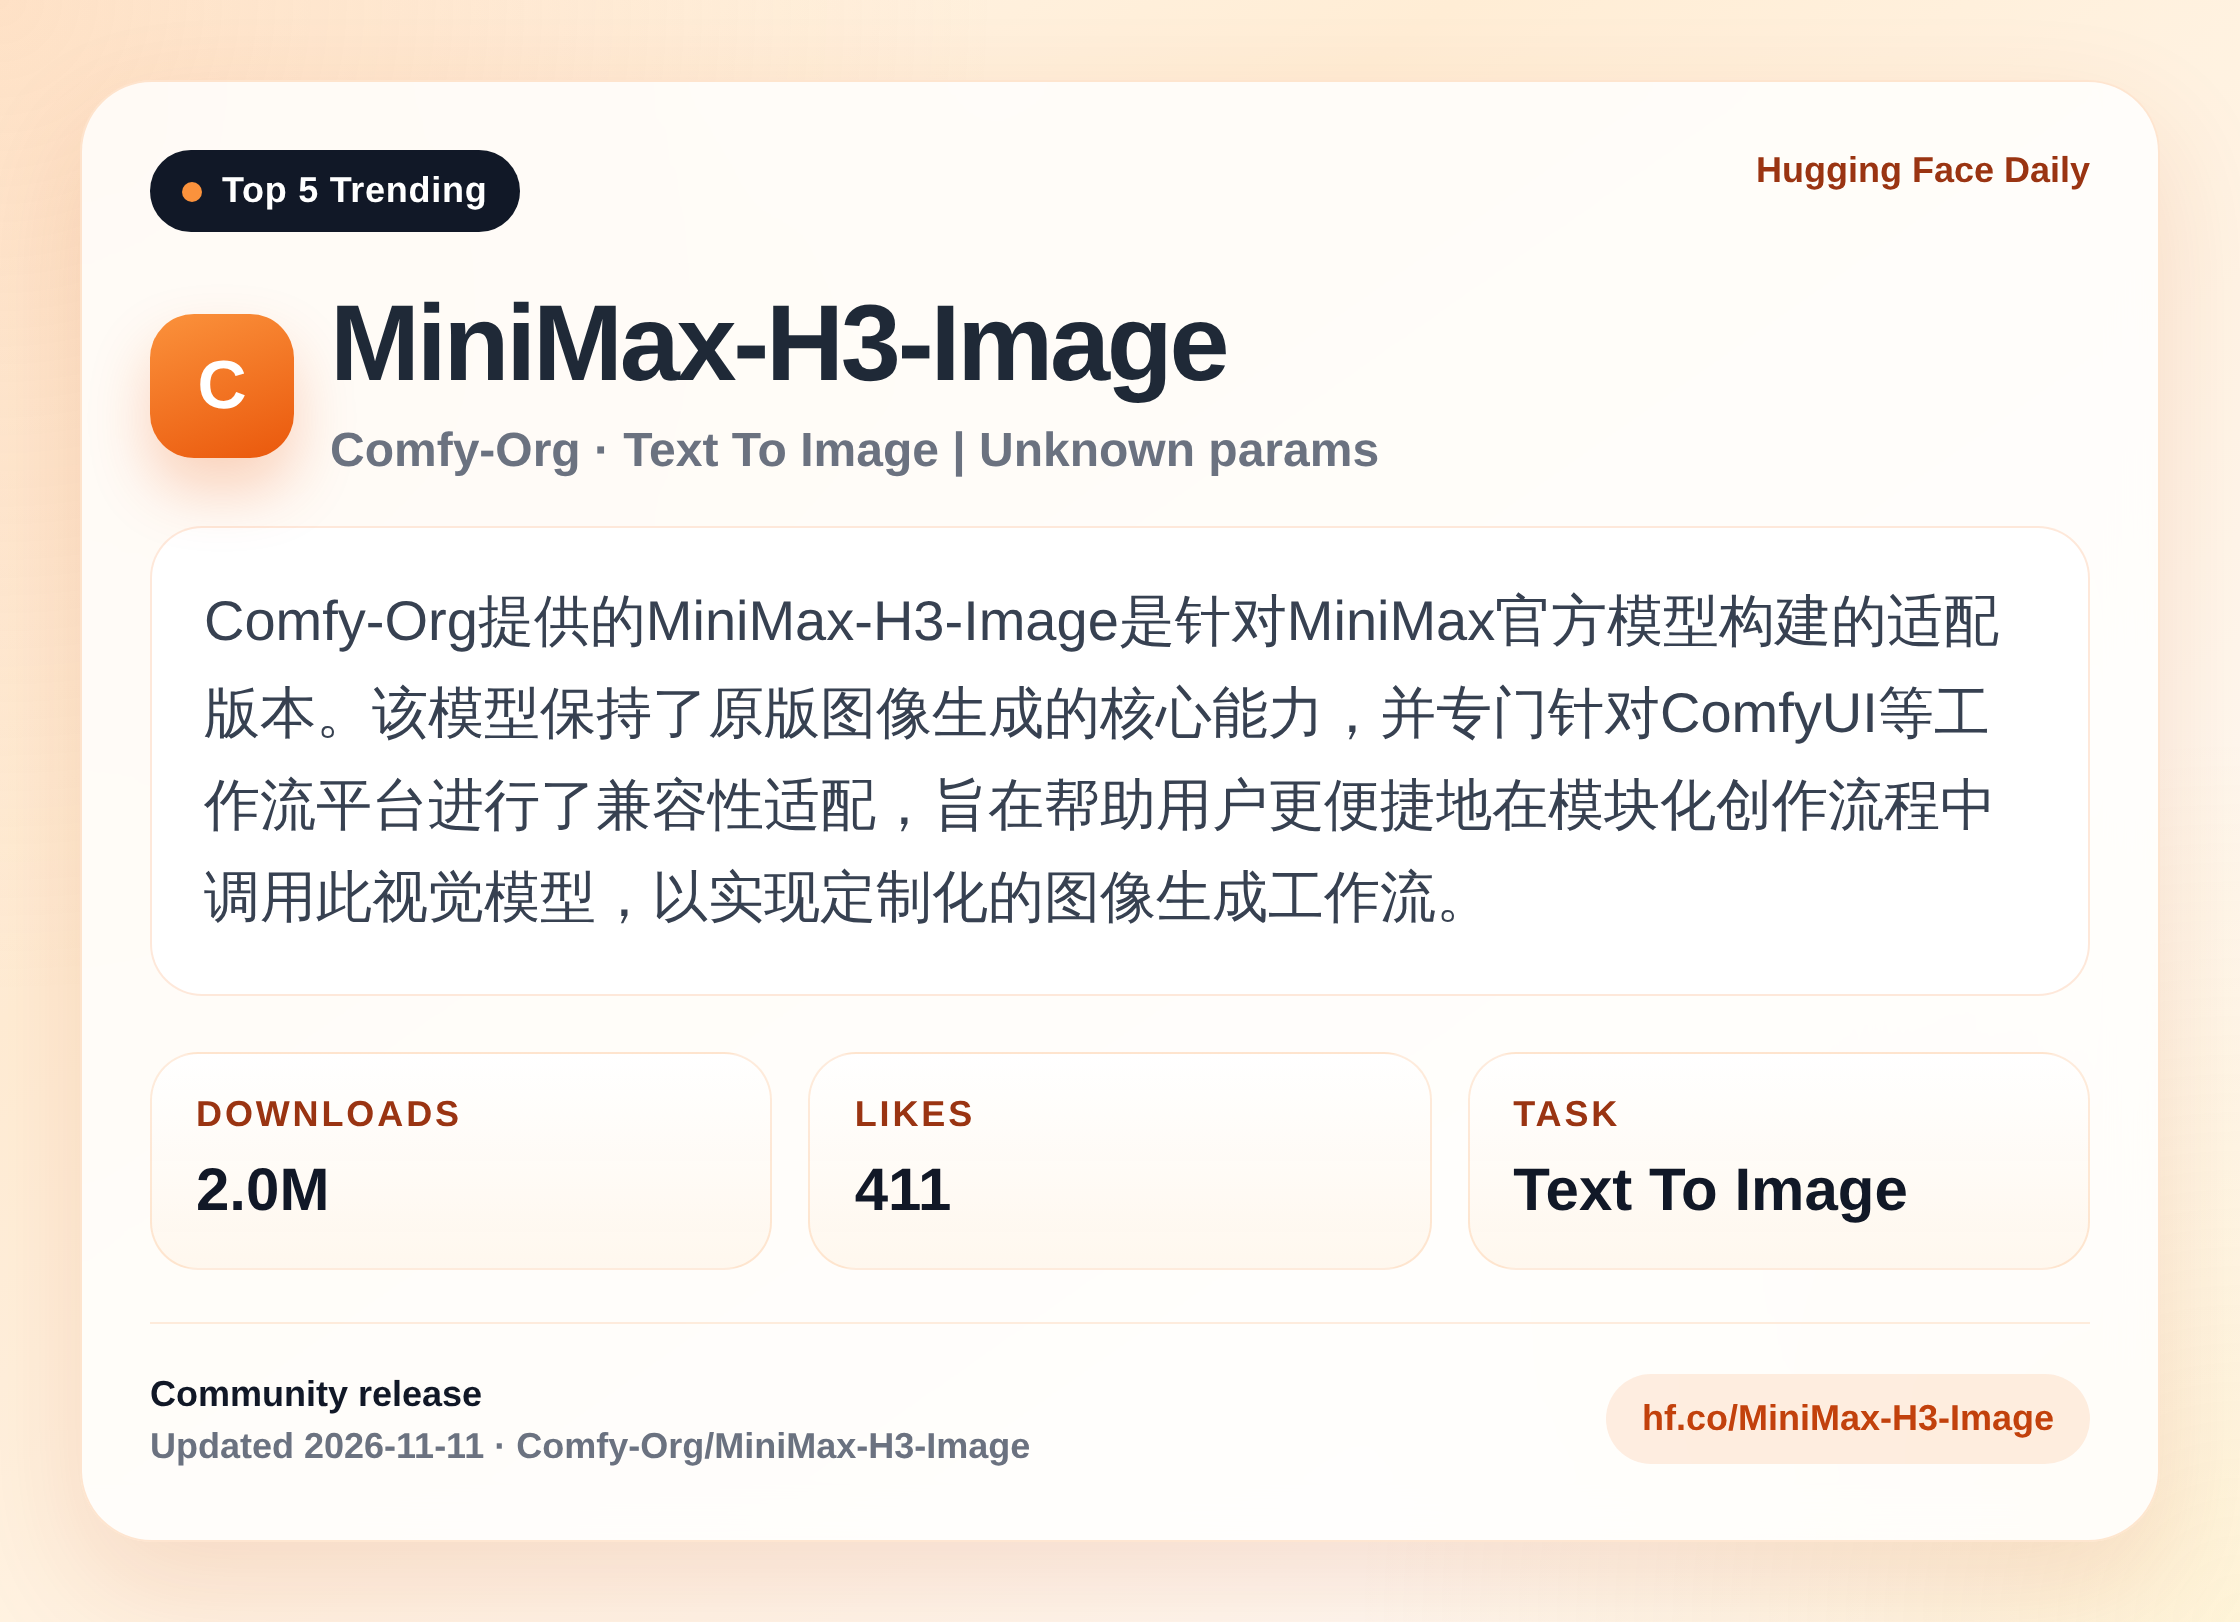 Top 5 Trending
Hugging Face Daily
C
MiniMax-H3-Image
Comfy-Org · Text To Image | Unknown params
Comfy-Org提供的MiniMax-H3-Image是针对MiniMax官方模型构建的适配
版本。该模型保持了原版图像生成的核心能力，并专门针对ComfyUI等工
作流平台进行了兼容性适配，旨在帮助用户更便捷地在模块化创作流程中
调用此视觉模型，以实现定制化的图像生成工作流。
DOWNLOADS
2.0M
LIKES
411
TASK
Text To Image
Community release
Updated 2026-11-11 · Comfy-Org/MiniMax-H3-Image
hf.co/MiniMax-H3-Image